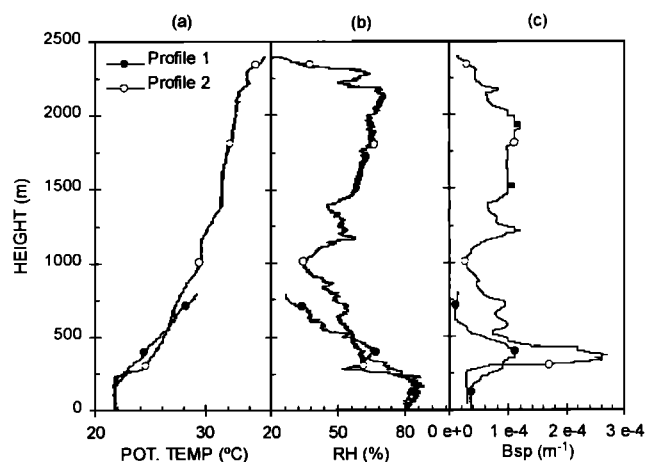 (a) (b) (c)
2500
Profile 1
Profile 2
2000
1500
1000
500
0
HEIGHT (m)
20 30 20 50 80 0 e+0 1 e-4 2 e-4 3 e-4
POT. TEMP (ºC) RH (%) Bsp (m⁻¹)